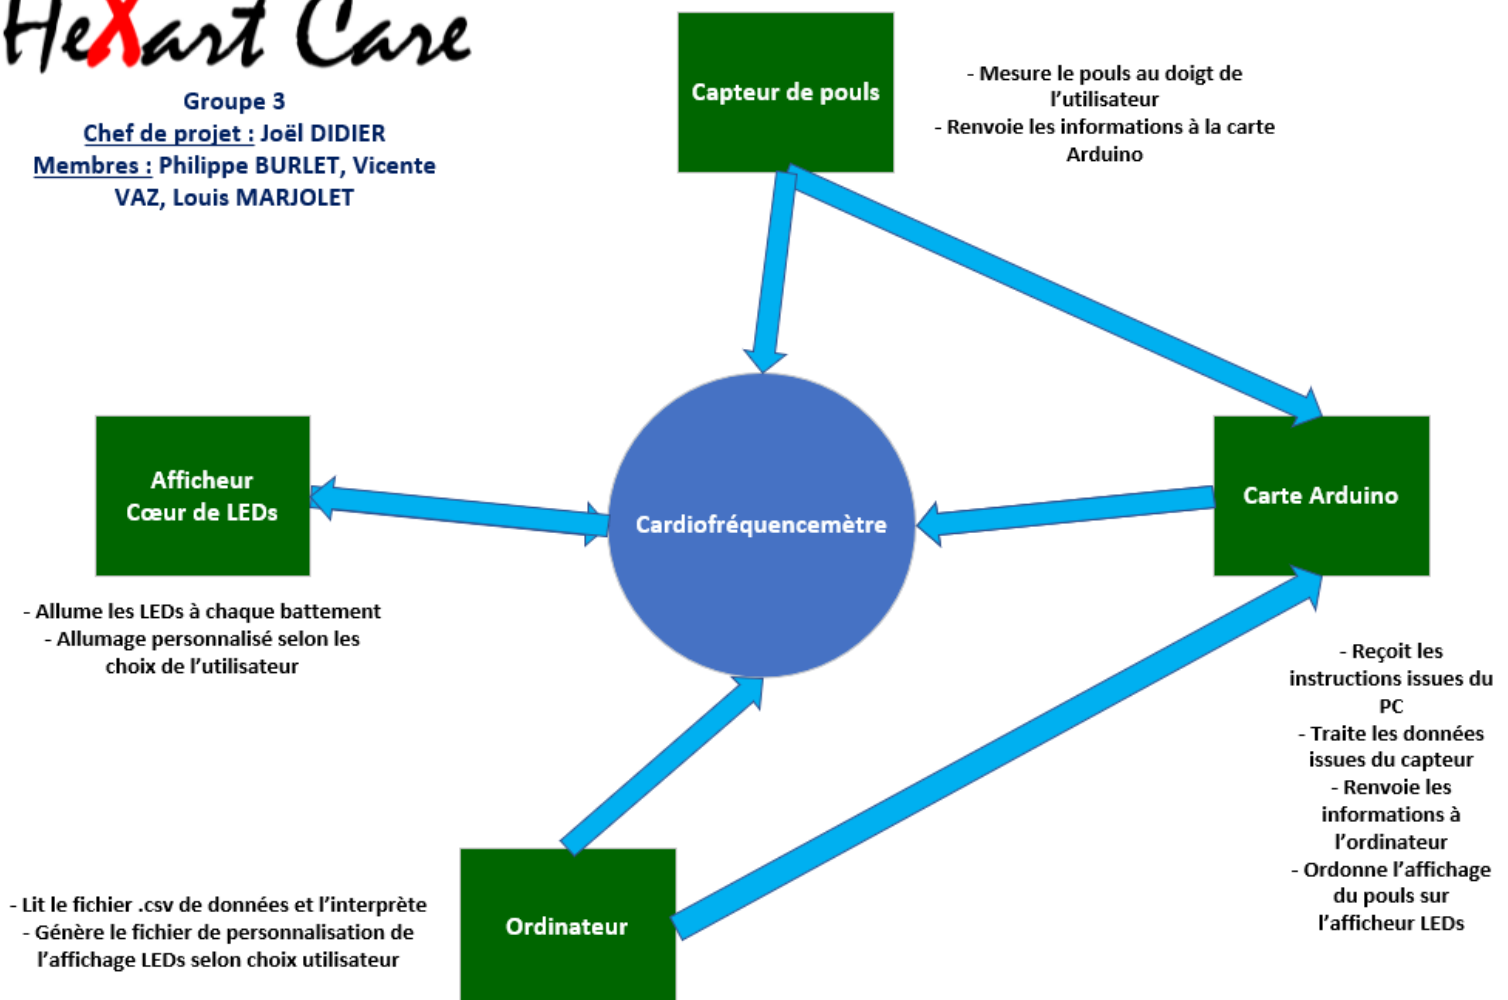 HeXart Care
Groupe 3
Chef de projet : Joël DIDIER
Membres : Philippe BURLET, Vicente
VAZ, Louis MARJOLET
Capteur de pouls
- Mesure le pouls au doigt de
l’utilisateur
- Renvoie les informations à la carte
Arduino
Afficheur
Cœur de LEDs
- Allume les LEDs à chaque battement
- Allumage personnalisé selon les
choix de l’utilisateur
Cardiofréquencemètre
Carte Arduino
- Reçoit les
instructions issues du
PC
- Traite les données
issues du capteur
- Renvoie les
informations à
l’ordinateur
- Ordonne l’affichage
du pouls sur
l’afficheur LEDs
- Lit le fichier .csv de données et l’interprète
- Génère le fichier de personnalisation de
l’affichage LEDs selon choix utilisateur
Ordinateur